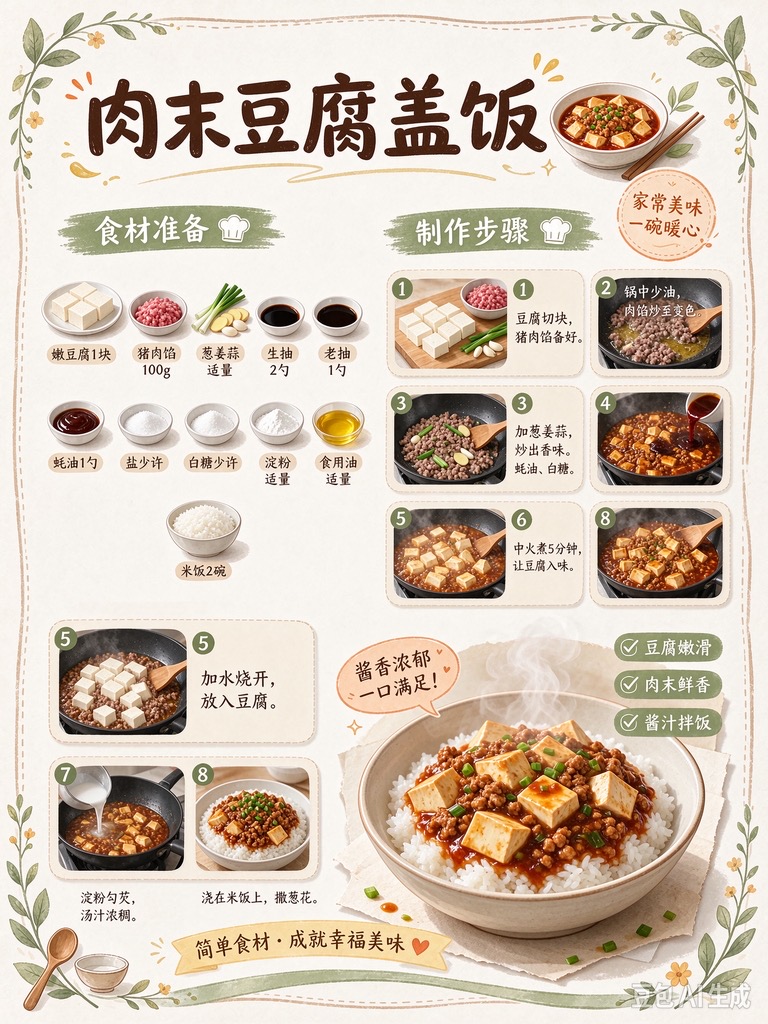 肉末豆腐盖饭
家常美味
一碗暖心
食材准备
嫩豆腐1块
猪肉馅
100g
葱姜蒜
适量
生抽
2勺
老抽
1勺
蚝油1勺
盐少许
白糖少许
淀粉
适量
食用油
适量
米饭2碗
制作步骤
1
1
豆腐切块，
猪肉馅备好。
2
锅中少油，
肉馅炒至变色。
3
3
加葱姜蒜，
炒出香味。
蚝油、白糖。
4
5
6
中火煮5分钟，
让豆腐入味。
8
5
5
加水烧开，
放入豆腐。
7
淀粉勾芡，
汤汁浓稠。
8
浇在米饭上，撒葱花。
酱香浓郁
一口满足！
豆腐嫩滑
肉末鲜香
酱汁拌饭
简单食材·成就幸福美味
豆包AI生成